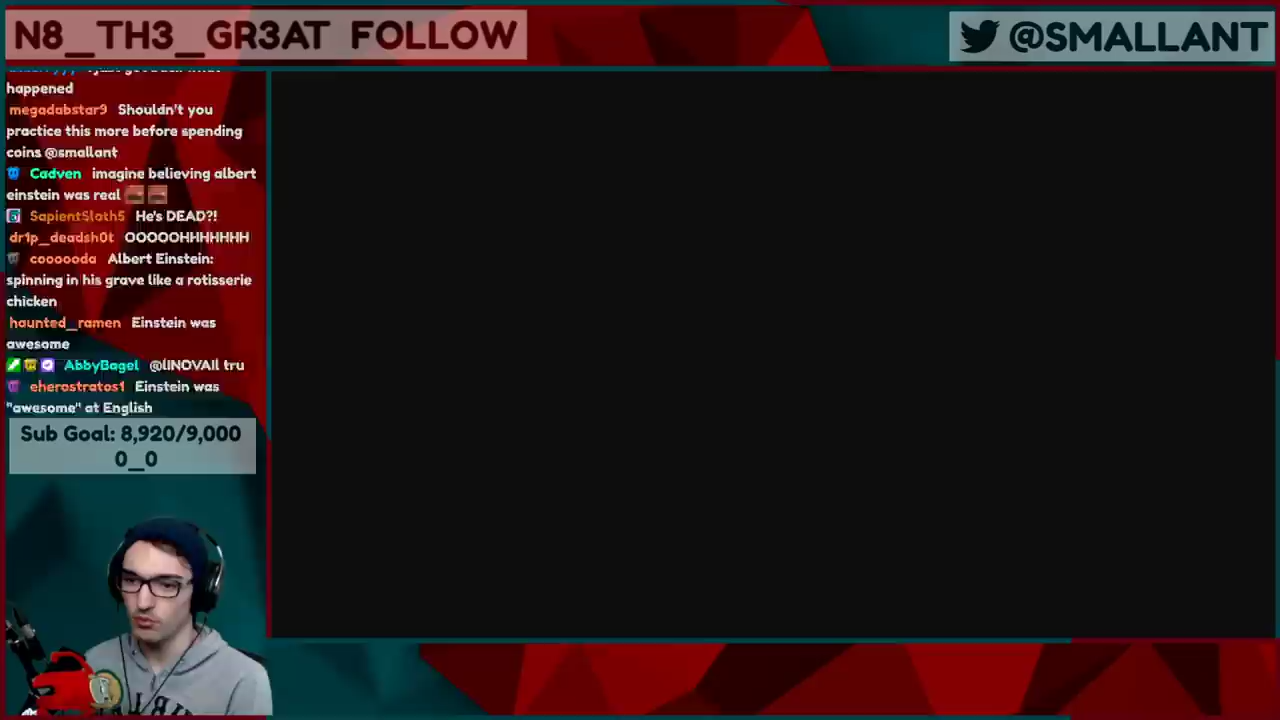 N8_TH3_GR3AT FOLLOW
@SMALLANT
happened
megadabstar9 Shouldn't you
practice this more before spending
coins @smallant
Cadven imagine believing albert
einstein was real
SapientSloth5 He's DEAD?!
dr1p_deadsh0t OOOOOHHHHHHH
coooooda Albert Einstein:
spinning in his grave like a rotisserie
chicken
haunted_ramen Einstein was
awesome
AbbyBagel @lINOVAIl tru
eherostratos1 Einstein was
"awesome" at English
Sub Goal: 8,920/9,000
0_0